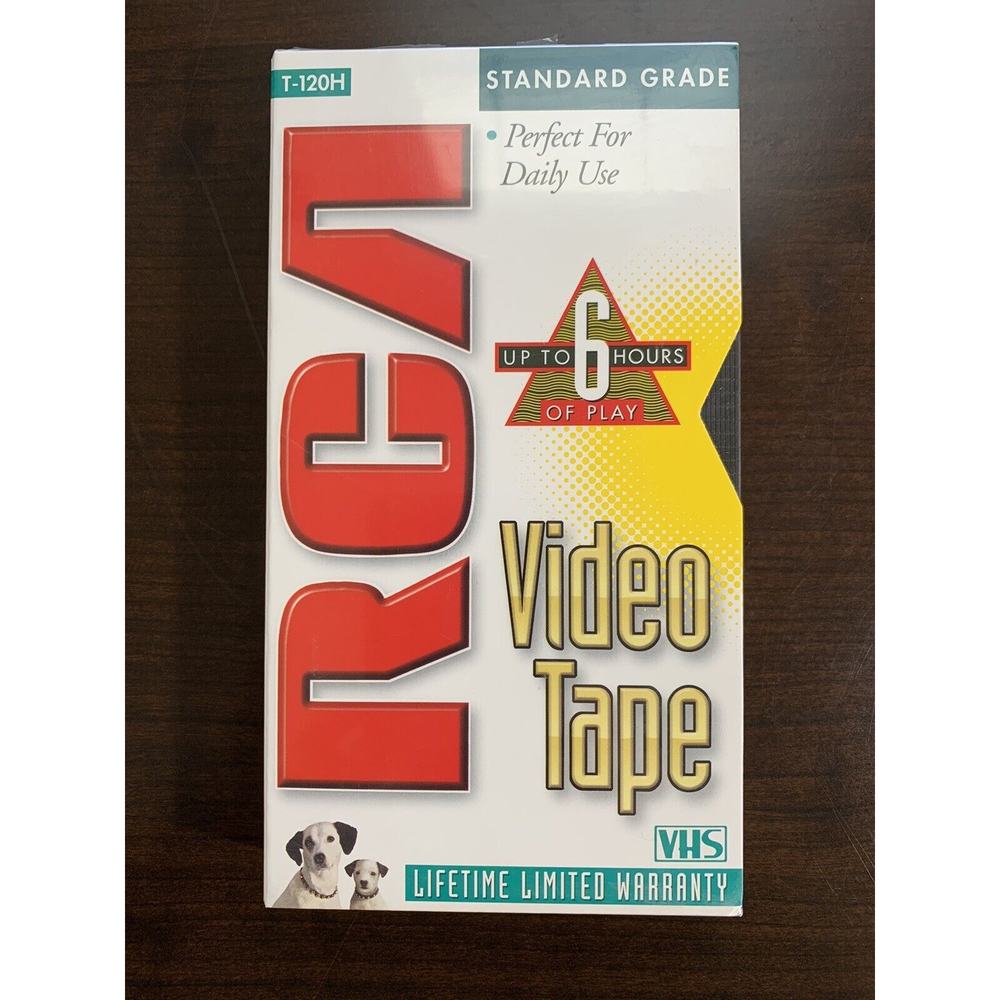 T-120H
STANDARD GRADE
• Perfect For
Daily Use
RCA
UP TO 6 HOURS
OF PLAY
Video
Tape
VHS
LIFETIME LIMITED WARRANTY